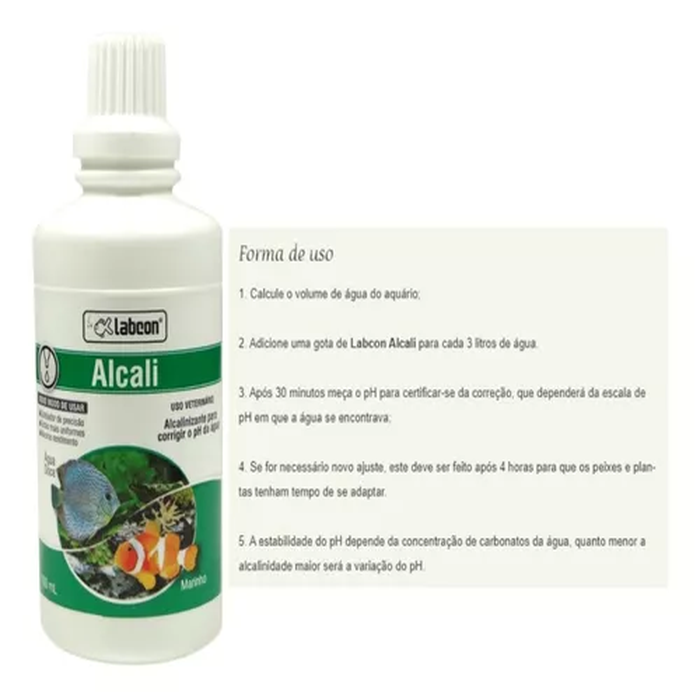 Labcon®
Alcali
NOVO MODO DE USAR
USO VETERINÁRIO
Alcalinizante para
corrigir o pH da água
Água
Doce
Marinho
mL
Forma de uso
1. Calcule o volume de água do aquário;
2. Adicione uma gota de Labcon Alcali para cada 3 litros de água.
3. Após 30 minutos meça o pH para certificar-se da correção, que dependerá da escala de
pH em que a água se encontrava;
4. Se for necessário novo ajuste, este deve ser feito após 4 horas para que os peixes e plan-
tas tenham tempo de se adaptar.
5. A estabilidade do pH depende da concentração de carbonatos da água, quanto menor a
alcalinidade maior será a variação do pH.